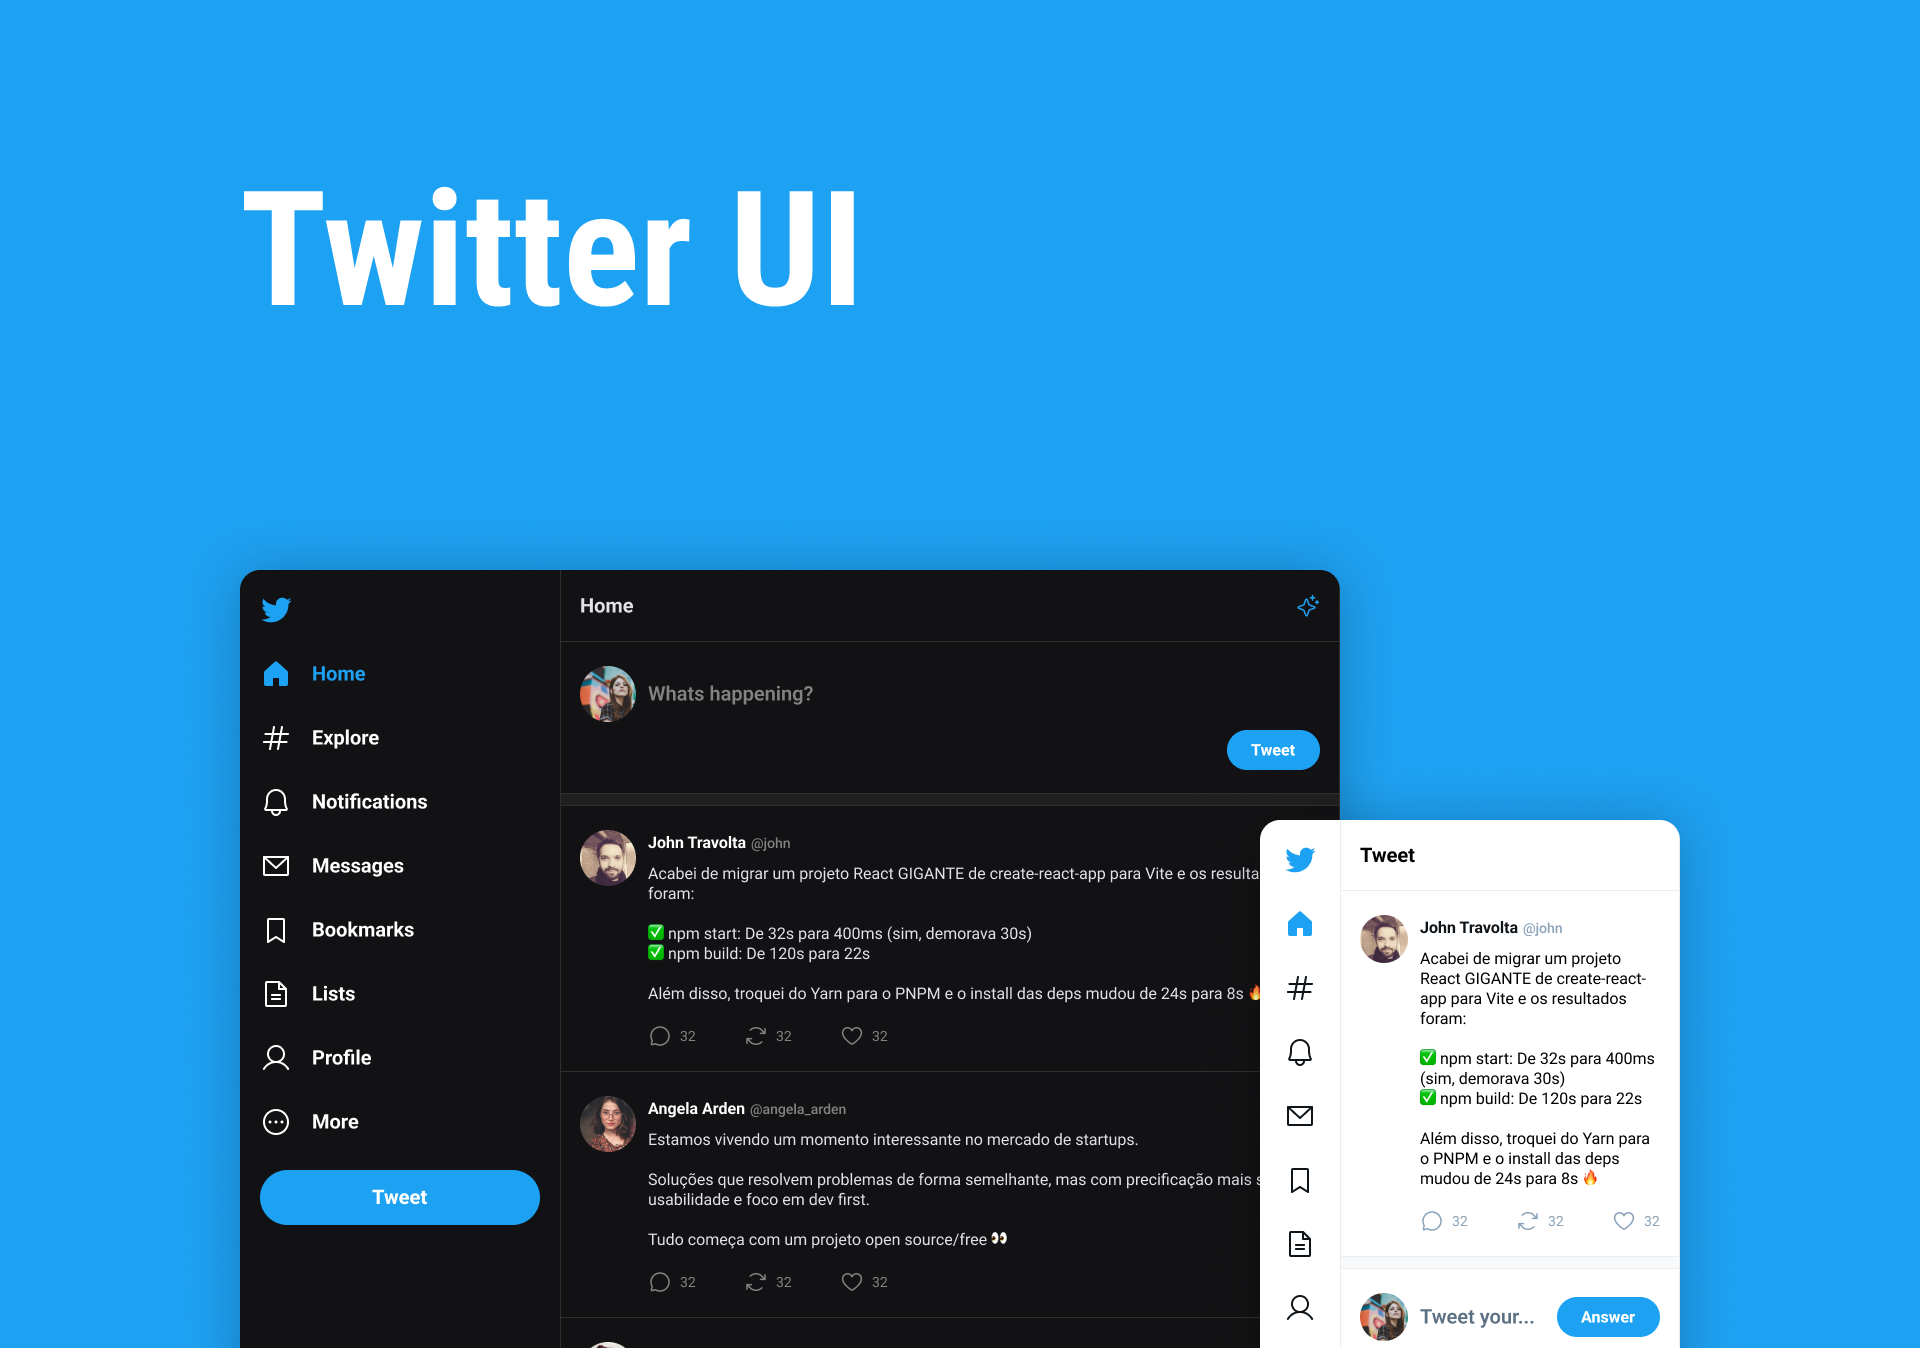 Twitter UI
Home
Explore
Notifications
Messages
Bookmarks
Lists
Profile
More
Tweet
Home
Whats happening?
Tweet
John Travolta @john
Acabei de migrar um projeto React GIGANTE de create-react-app para Vite e os resulta
foram:
✅ npm start: De 32s para 400ms (sim, demorava 30s)
✅ npm build: De 120s para 22s
Além disso, troquei do Yarn para o PNPM e o install das deps mudou de 24s para 8s 🔥
32 32 32
Angela Arden @angela_arden
Estamos vivendo um momento interessante no mercado de startups.
Soluções que resolvem problemas de forma semelhante, mas com precificação mais s
usabilidade e foco em dev first.
Tudo começa com um projeto open source/free 👀
32 32 32
Tweet
John Travolta @john
Acabei de migrar um projeto
React GIGANTE de create-react-
app para Vite e os resultados
foram:
✅ npm start: De 32s para 400ms
(sim, demorava 30s)
✅ npm build: De 120s para 22s
Além disso, troquei do Yarn para
o PNPM e o install das deps
mudou de 24s para 8s 🔥
32 32 32
Tweet your...
Answer